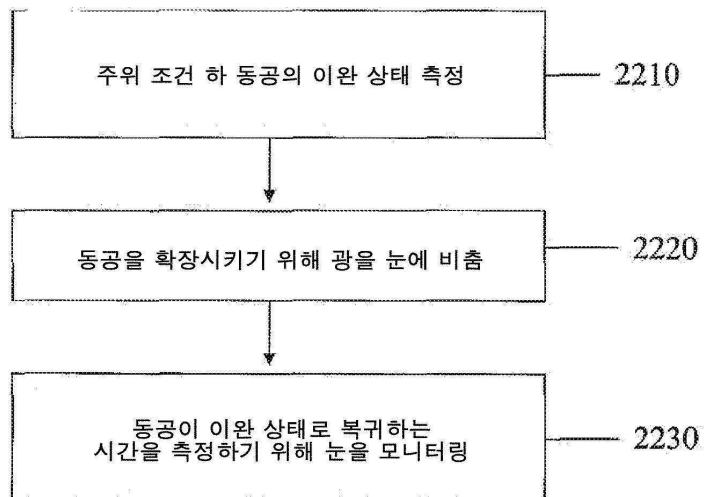 주위 조건 하 동공의 이완 상태 측정
2210
동공을 확장시키기 위해 광을 눈에 비춤
2220
동공이 이완 상태로 복귀하는
시간을 측정하기 위해 눈을 모니터링
2230